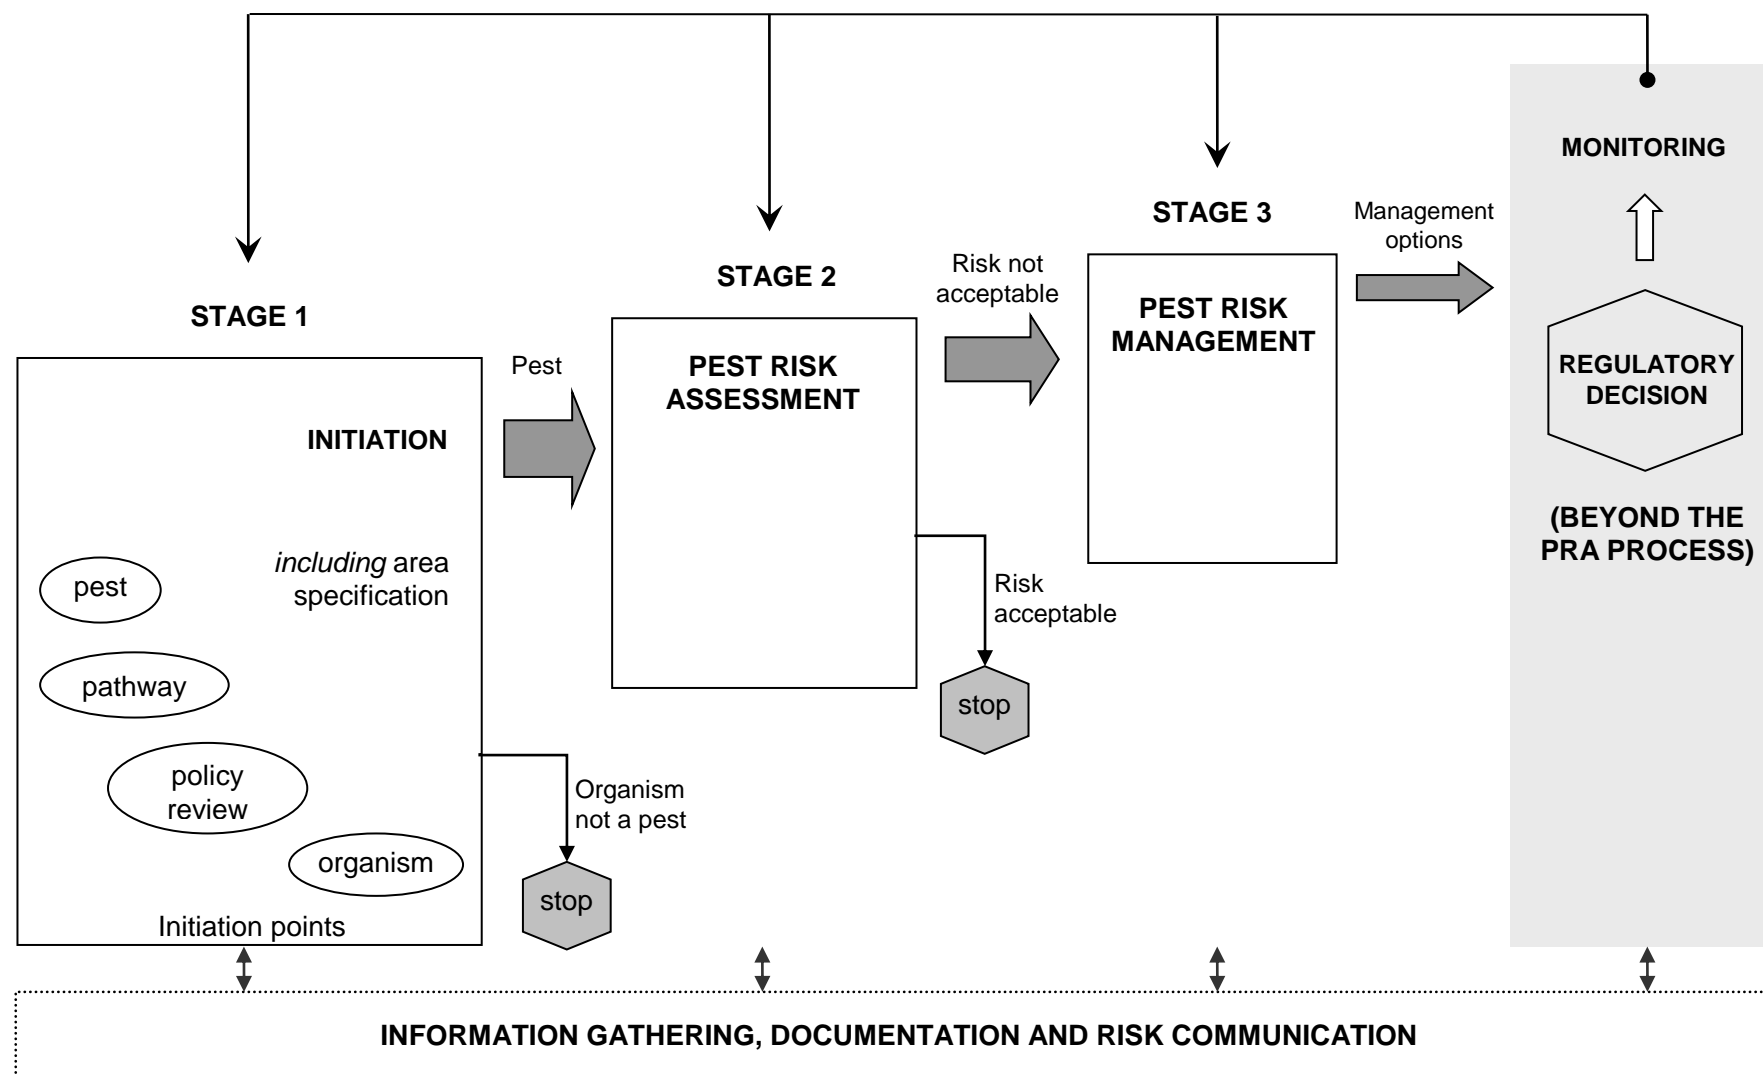 STAGE 1
INITIATION
including area
specification
pest
pathway
policy
review
organism
Initiation points
Pest
Organism
not a pest
stop
STAGE 2
PEST RISK
ASSESSMENT
Risk not
acceptable
Risk
acceptable
stop
STAGE 3
PEST RISK
MANAGEMENT
Management
options
MONITORING
REGULATORY
DECISION
(BEYOND THE
PRA PROCESS)
INFORMATION GATHERING, DOCUMENTATION AND RISK COMMUNICATION